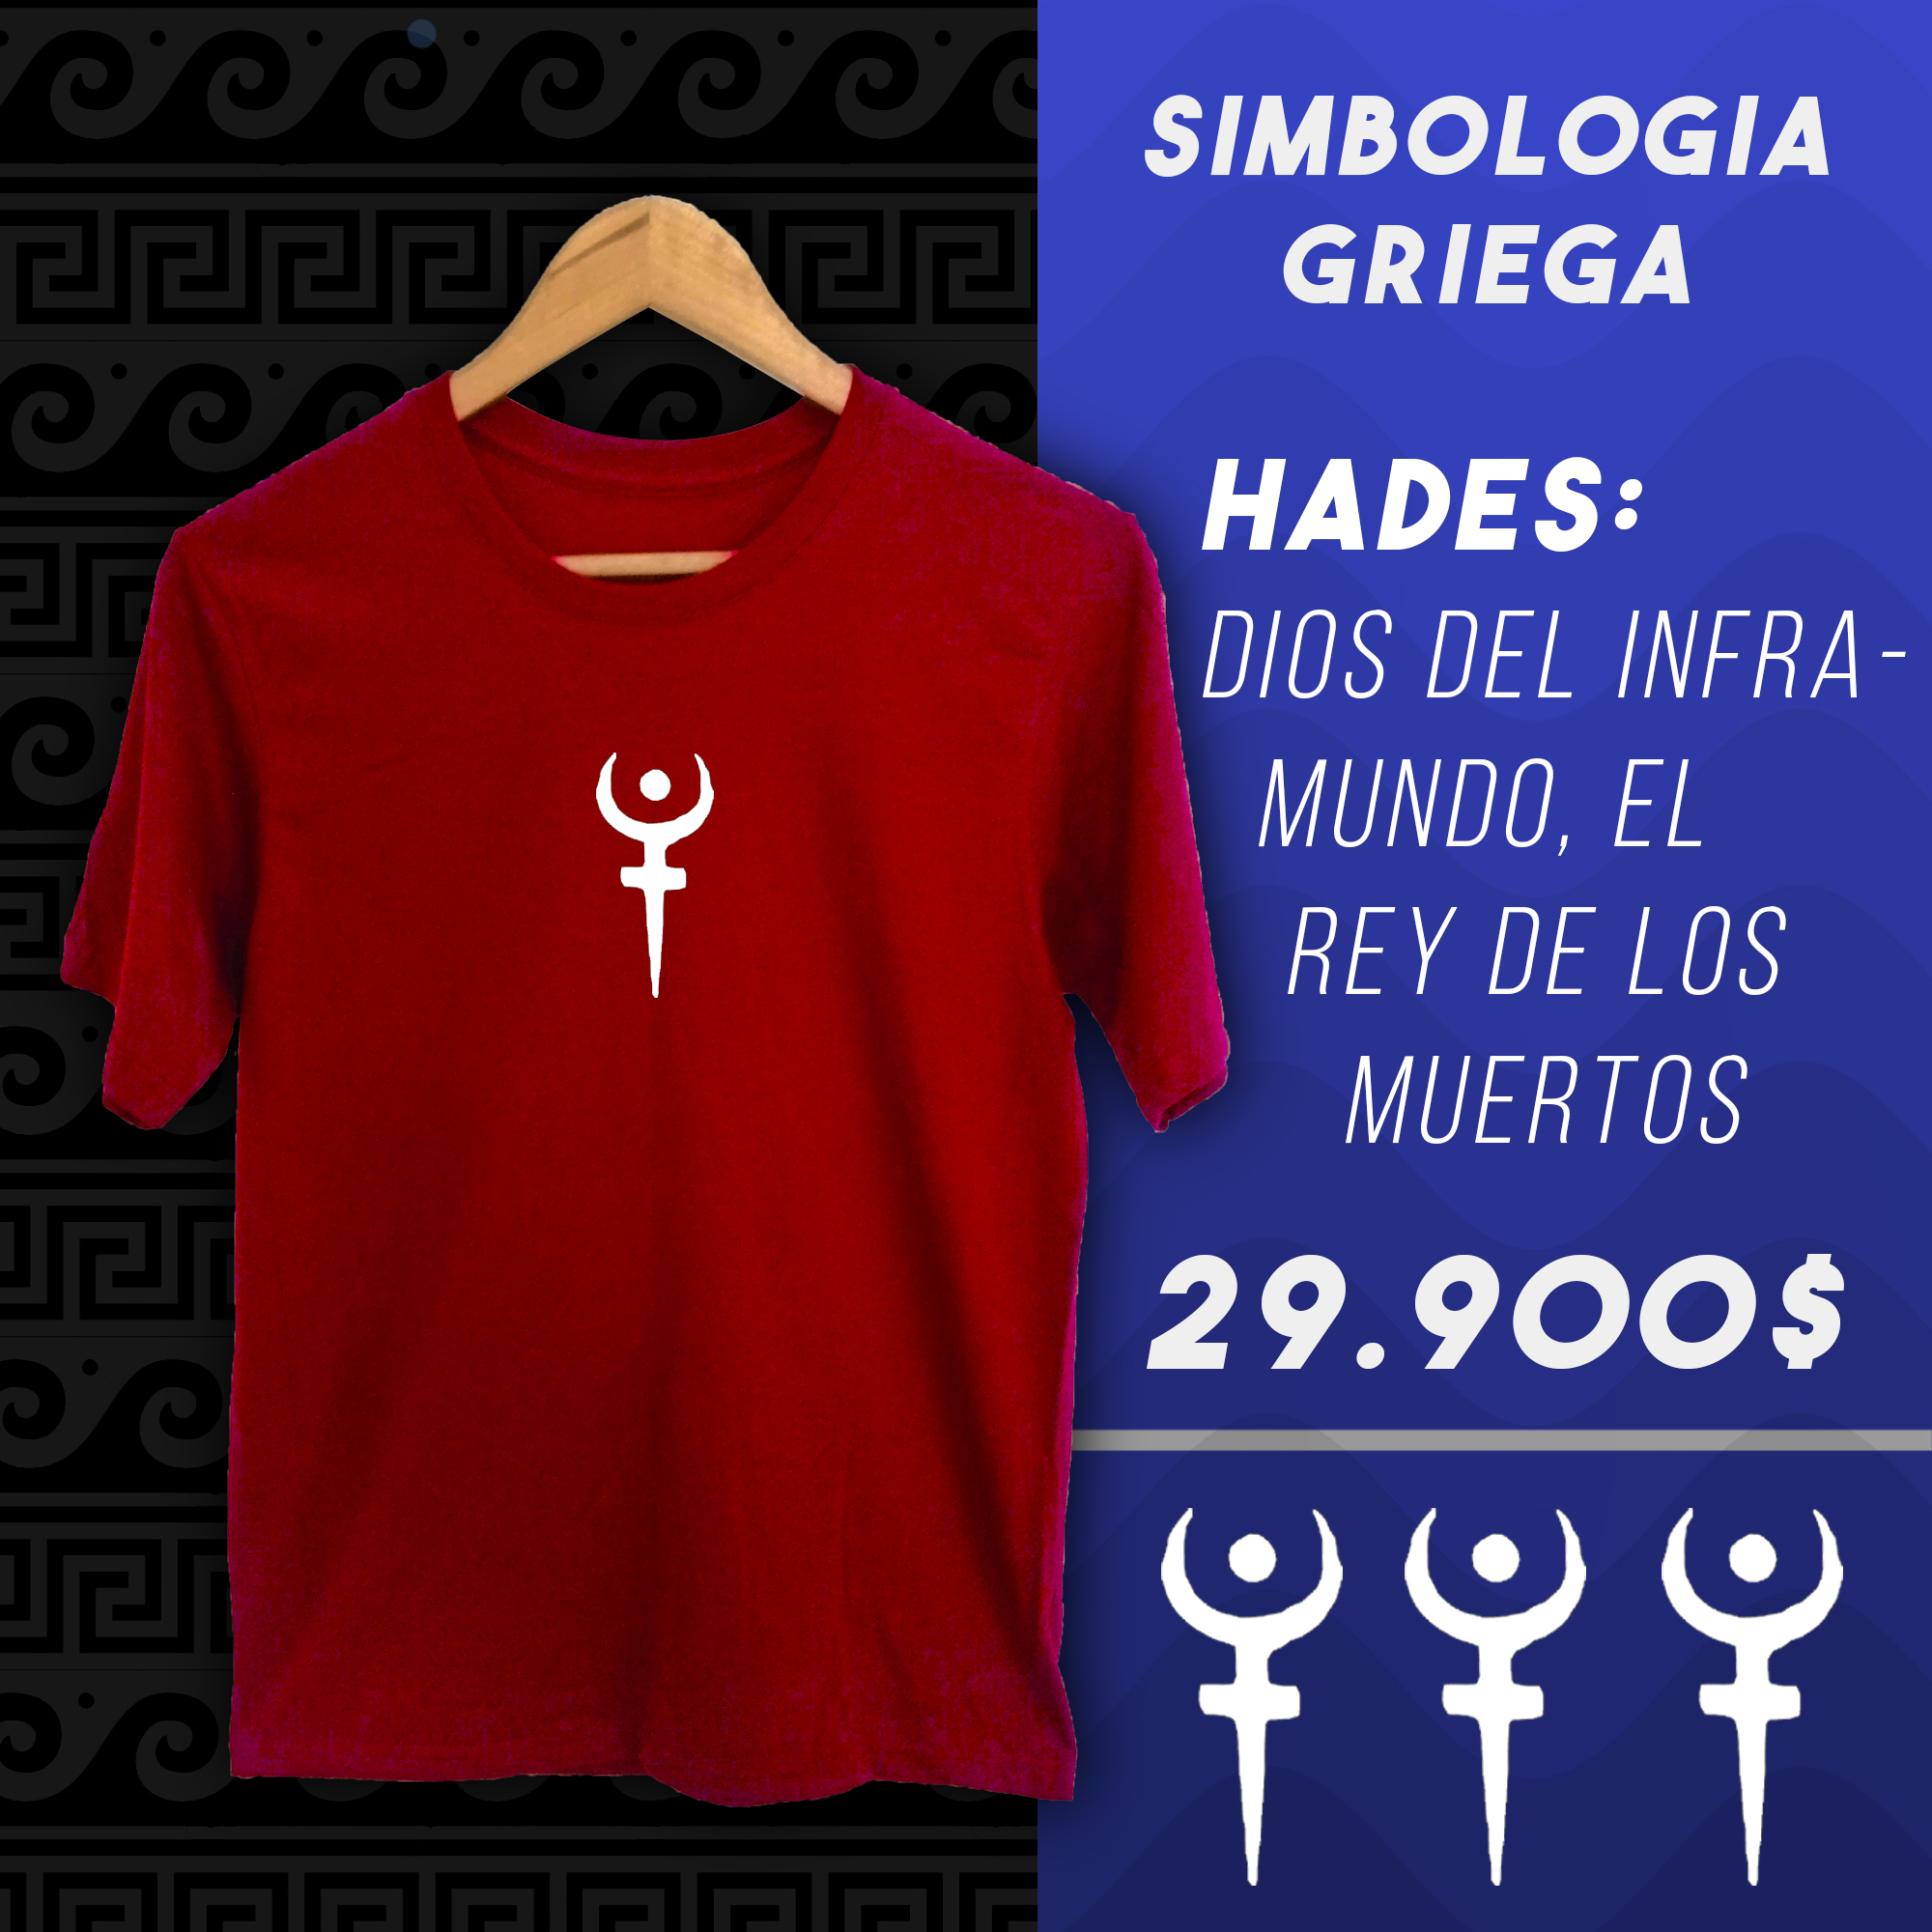 SIMBOLOGIA
GRIEGA
HADES:
DIOS DEL INFRA-
MUNDO, EL
REY DE LOS
MUERTOS
29.900$